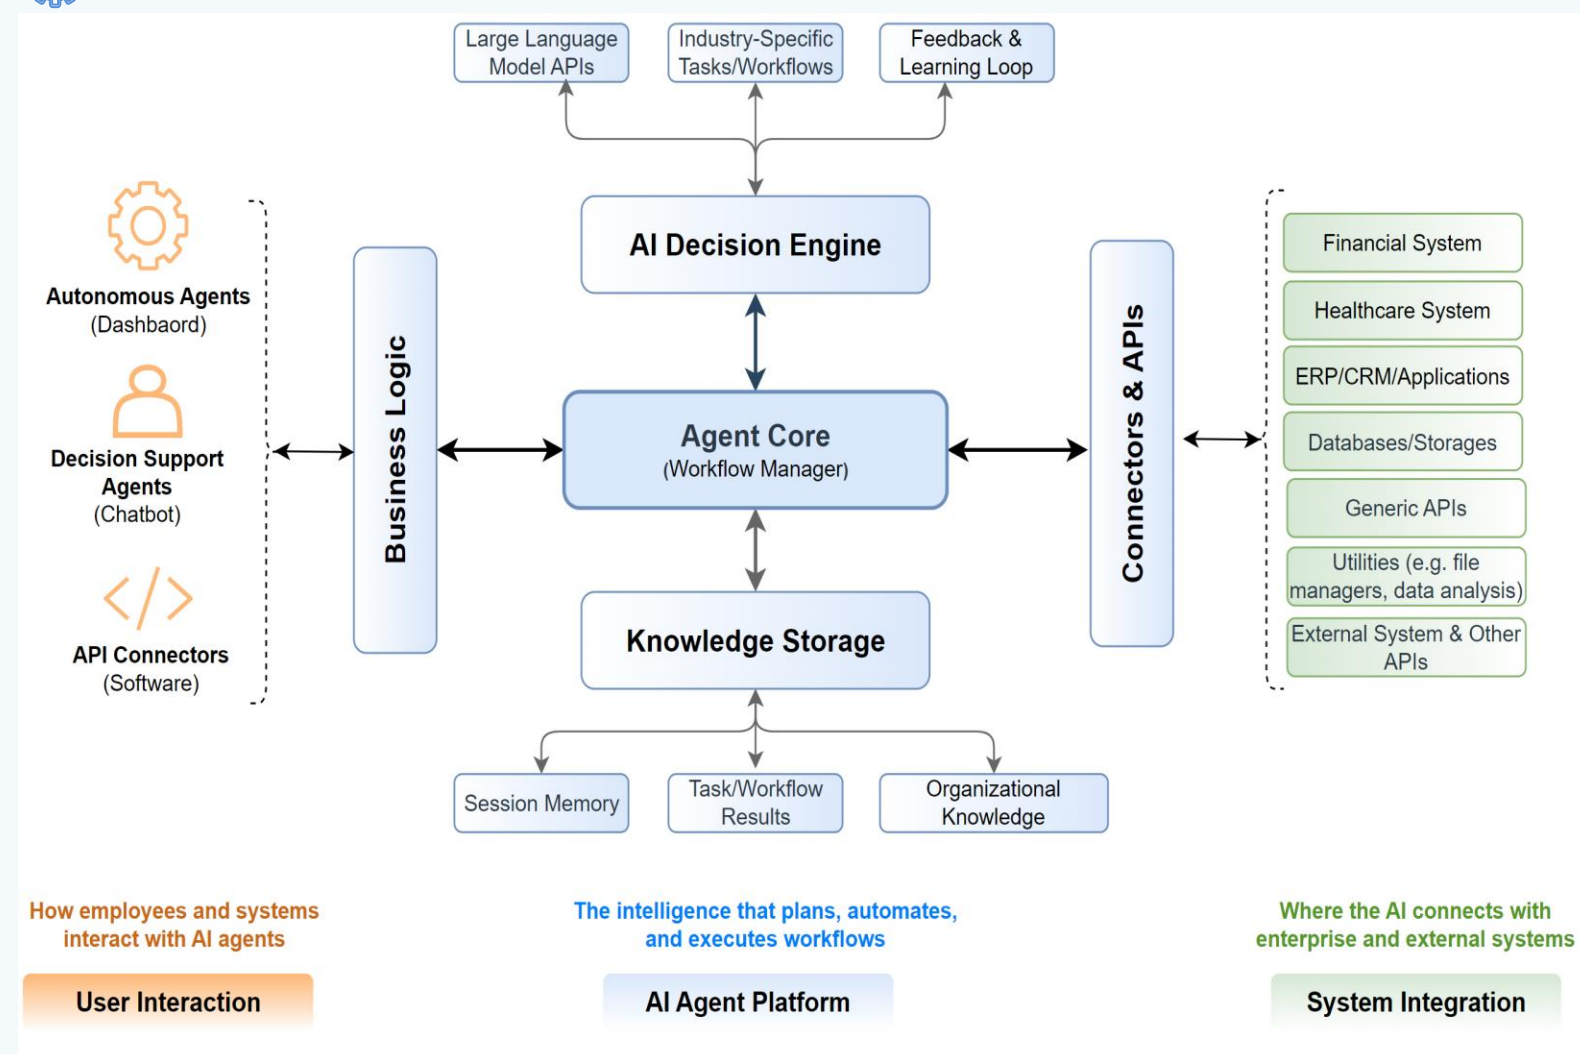 Large Language
Model APIs
Industry-Specific
Tasks/Workflows
Feedback &
Learning Loop
AI Decision Engine
Autonomous Agents
(Dashbaord)
Decision Support
Agents
(Chatbot)
API Connectors
(Software)
Business Logic
Agent Core
(Workflow Manager)
Connectors & APIs
Financial System
Healthcare System
ERP/CRM/Applications
Databases/Storages
Generic APIs
Utilities (e.g. file
managers, data analysis)
External System & Other
APIs
Knowledge Storage
Session Memory
Task/Workflow
Results
Organizational
Knowledge
How employees and systems
interact with AI agents
User Interaction
The intelligence that plans, automates,
and executes workflows
AI Agent Platform
Where the AI connects with
enterprise and external systems
System Integration